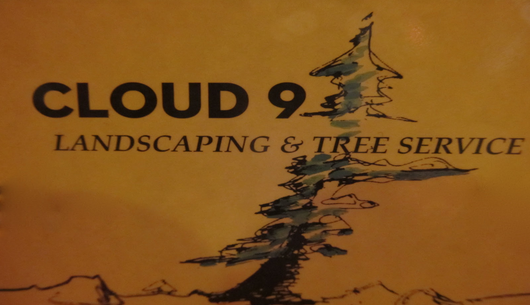 CLOUD 9
LANDSCAPING & TREE SERVICE